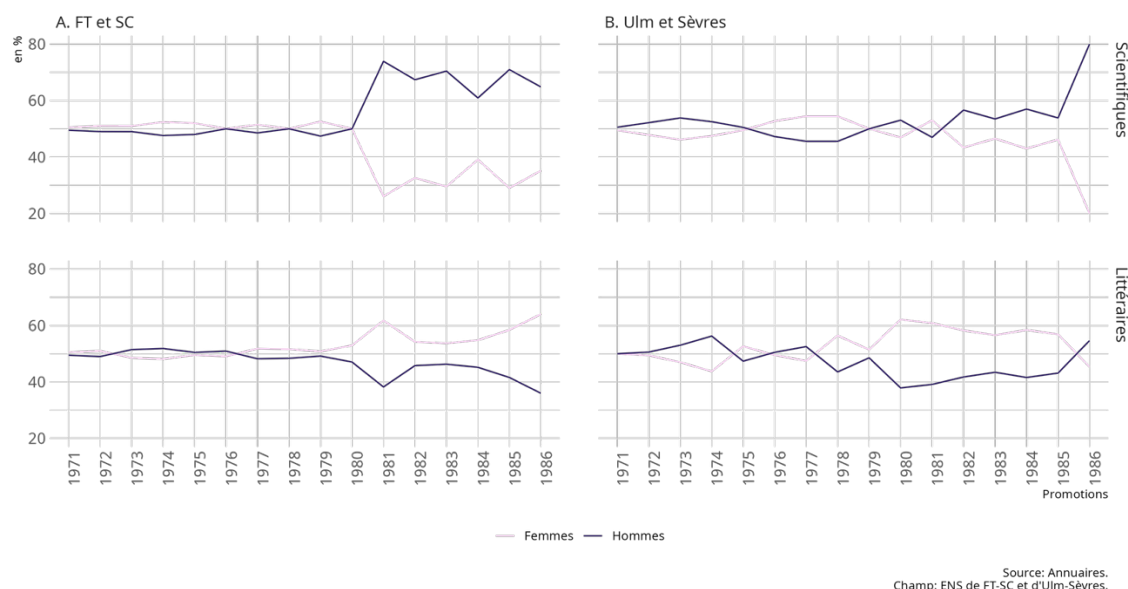 A. FT et SC
B. Ulm et Sèvres
en %
80
60
40
20
Scientifiques
80
60
40
20
Littéraires
1971 1972 1973 1974 1975 1976 1977 1978 1979 1980 1981 1982 1983 1984 1985 1986
1971 1972 1973 1974 1975 1976 1977 1978 1979 1980 1981 1982 1983 1984 1985 1986
Promotions
Femmes Hommes
Source: Annuaires.
Champ: ENS de FT-SC et d'Ulm-Sèvres.